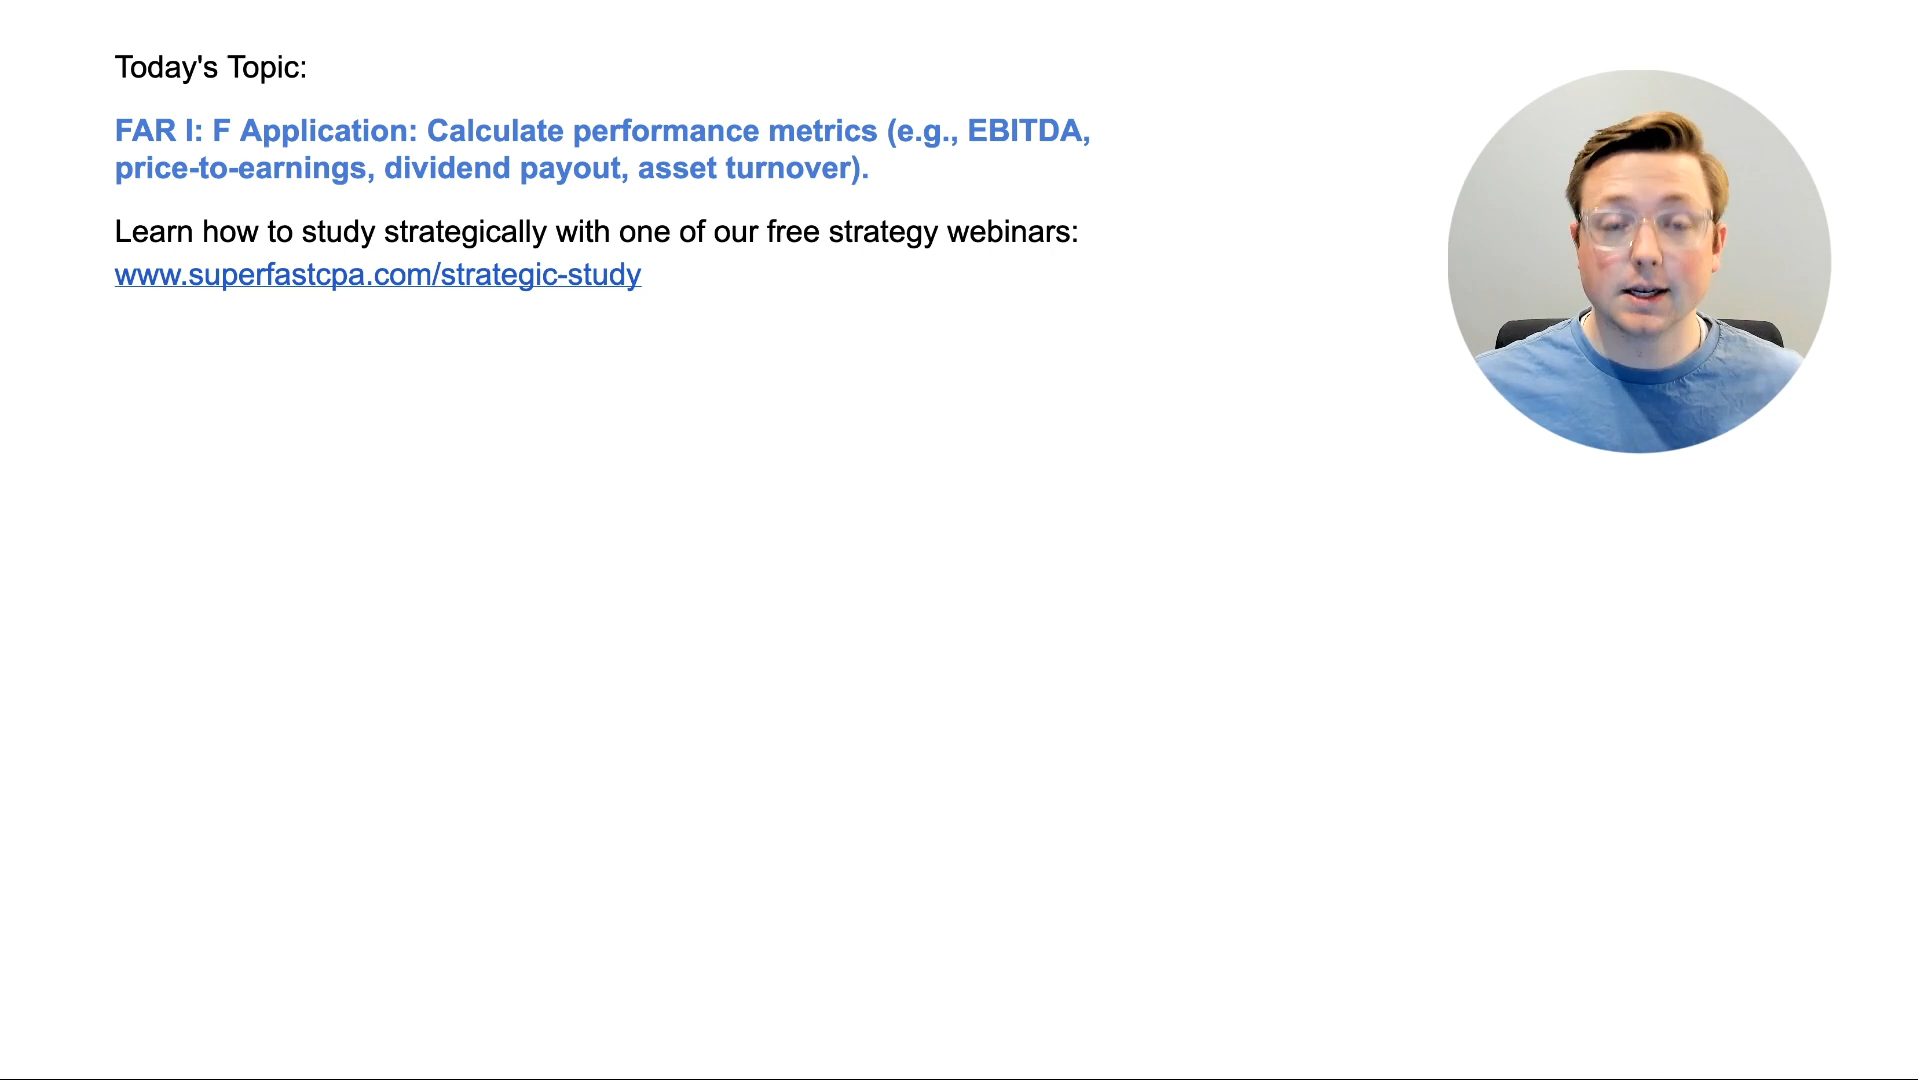 Today's Topic:
FAR I: F Application: Calculate performance metrics (e.g., EBITDA,
price-to-earnings, dividend payout, asset turnover).
Learn how to study strategically with one of our free strategy webinars:
www.superfastcpa.com/strategic-study